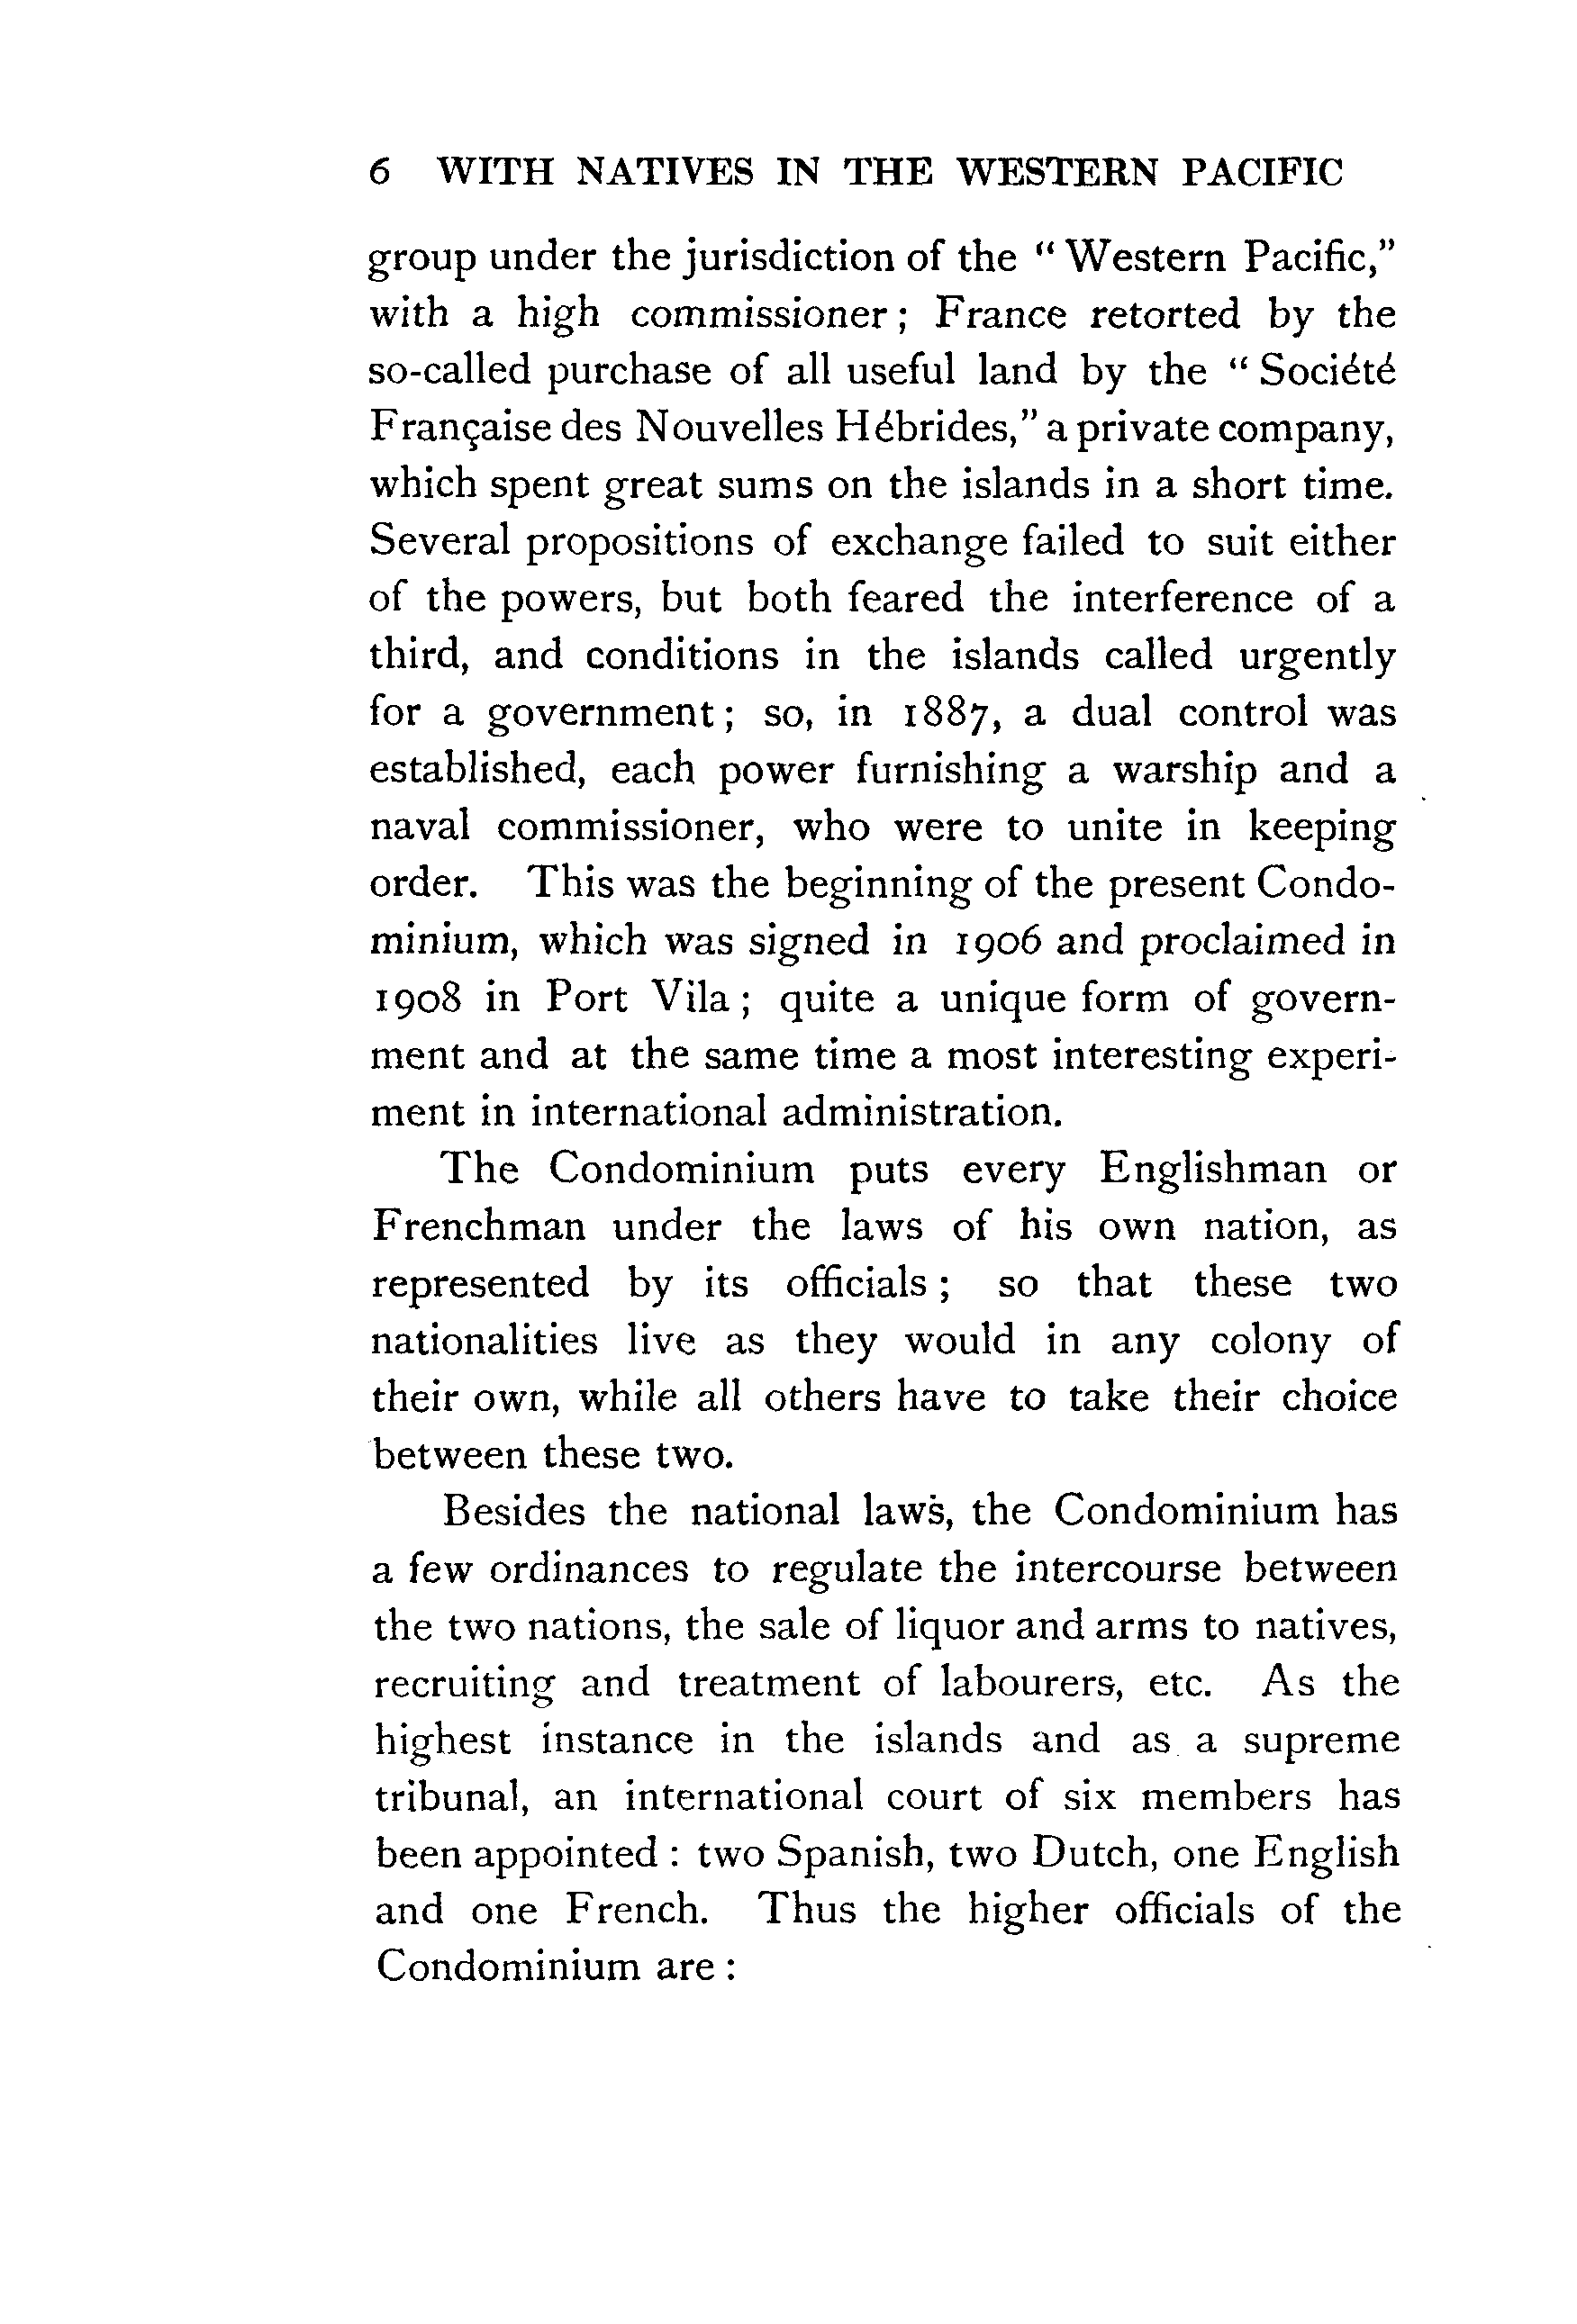 6 WITH NATIVES IN THE WESTERN PACIFIC
group under the jurisdiction of the “ Western Pacific,”
with a high commissioner ; France retorted by the
so-called purchase of all useful land by the “ Société
Française des Nouvelles Hébrides,” a private company,
which spent great sums on the islands in a short time.
Several propositions of exchange failed to suit either
of the powers, but both feared the interference of a
third, and conditions in the islands called urgently
for a government ; so, in 1887, a dual control was
established, each power furnishing a warship and a
naval commissioner, who were to unite in keeping
order. This was the beginning of the present Condo-
minium, which was signed in 1906 and proclaimed in
1908 in Port Vila ; quite a unique form of govern-
ment and at the same time a most interesting experi-
ment in international administration.
The Condominium puts every Englishman or
Frenchman under the laws of his own nation, as
represented by its officials ; so that these two
nationalities live as they would in any colony of
their own, while all others have to take their choice
between these two.
Besides the national laws, the Condominium has
a few ordinances to regulate the intercourse between
the two nations, the sale of liquor and arms to natives,
recruiting and treatment of labourers, etc. As the
highest instance in the islands and as a supreme
tribunal, an international court of six members has
been appointed : two Spanish, two Dutch, one English
and one French. Thus the higher officials of the
Condominium are :